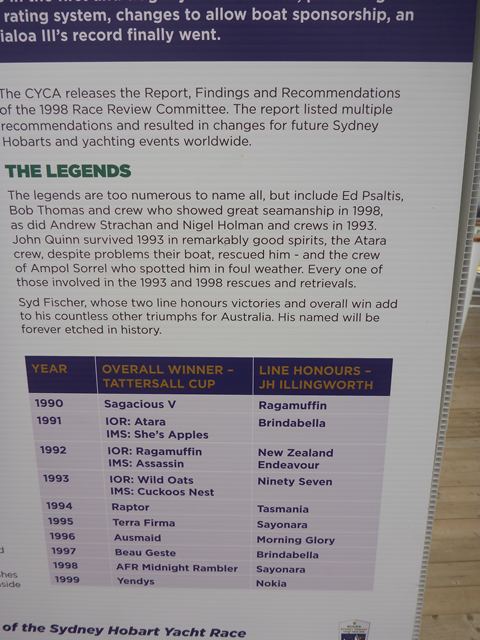 rating system, changes to allow boat sponsorship, an
ialoa III's record finally went.
The CYCA releases the Report, Findings and Recommendations
of the 1998 Race Review Committee. The report listed multiple
recommendations and resulted in changes for future Sydney
Hobarts and yachting events worldwide.
THE LEGENDS
The legends are too numerous to name all, but include Ed Psaltis,
Bob Thomas and crew who showed great seamanship in 1998,
as did Andrew Strachan and Nigel Holman and crews in 1993.
John Quinn survived 1993 in remarkably good spirits, the Atara
crew, despite problems their boat, rescued him - and the crew
of Ampol Sorrel who spotted him in foul weather. Every one of
those involved in the 1993 and 1998 rescues and retrievals.
Syd Fischer, whose two line honours victories and overall win add
to his countless other triumphs for Australia. His named will be
forever etched in history.
YEAR OVERALL WINNER – TATTERSALL CUP LINE HONOURS – JH ILLINGWORTH
1990 Sagacious V Ragamuffin
1991 IOR: Atara Brindabella
IMS: She's Apples
1992 IOR: Ragamuffin New Zealand
IMS: Assassin Endeavour
1993 IOR: Wild Oats Ninety Seven
IMS: Cuckoos Nest
1994 Raptor Tasmania
1995 Terra Firma Sayonara
1996 Ausmaid Morning Glory
1997 Beau Geste Brindabella
1998 AFR Midnight Rambler Sayonara
1999 Yendys Nokia
d
hes
side
of the Sydney Hobart Yacht Race